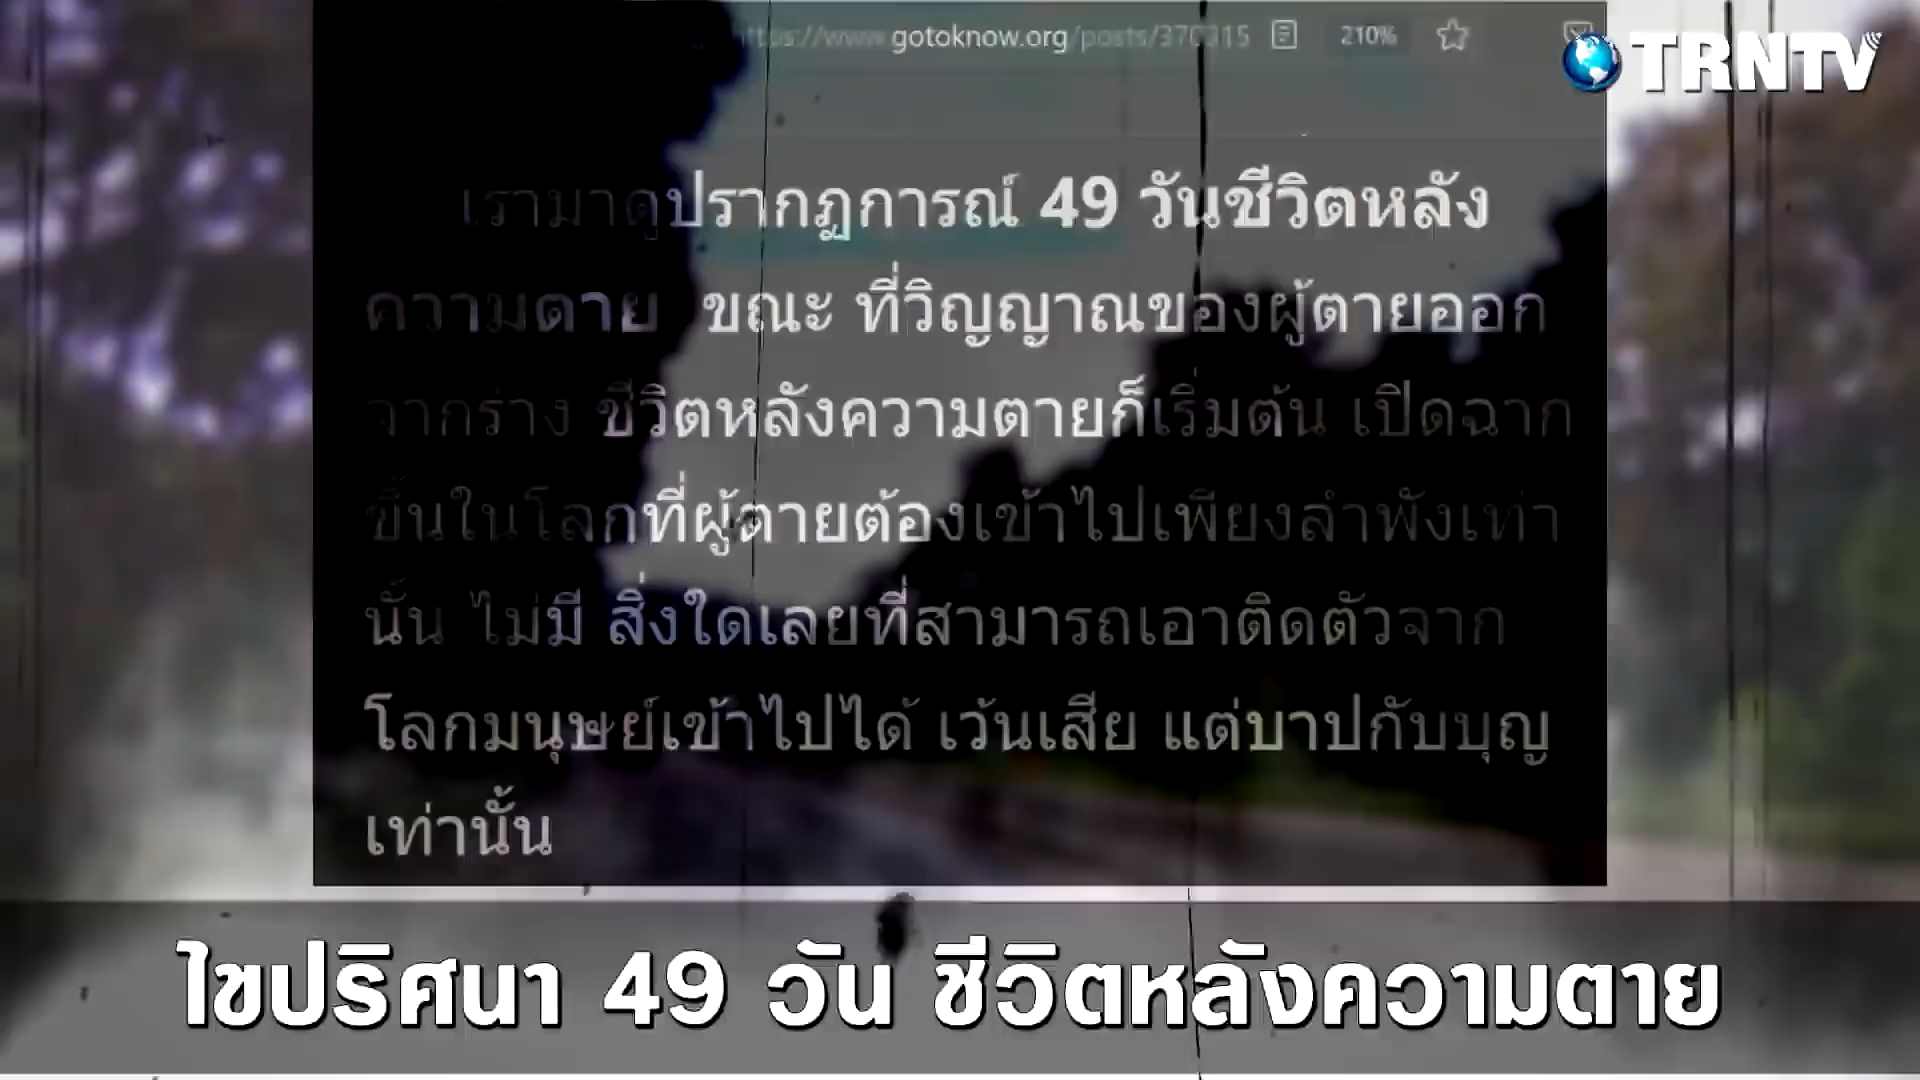 https://www.gotoknow.org/posts/370315 210%
TRNTV
เรามาดูปรากฏการณ์ 49 วันชีวิตหลัง
ความตาย ขณะ ที่วิญญาณของผู้ตายออก
จากร่าง ชีวิตหลังความตายก็เริ่มต้น เปิดฉาก
ขึ้นในโลกที่ผู้ตายต้องเข้าไปเพียงลำพังเท่า
นั้น ไม่มี สิ่งใดเลยที่สามารถเอาติดตัวจาก
โลกมนุษย์เข้าไปได้ เว้นเสีย แต่บาปกับบุญ
เท่านั้น
ไขปริศนา 49 วัน ชีวิตหลังความตาย